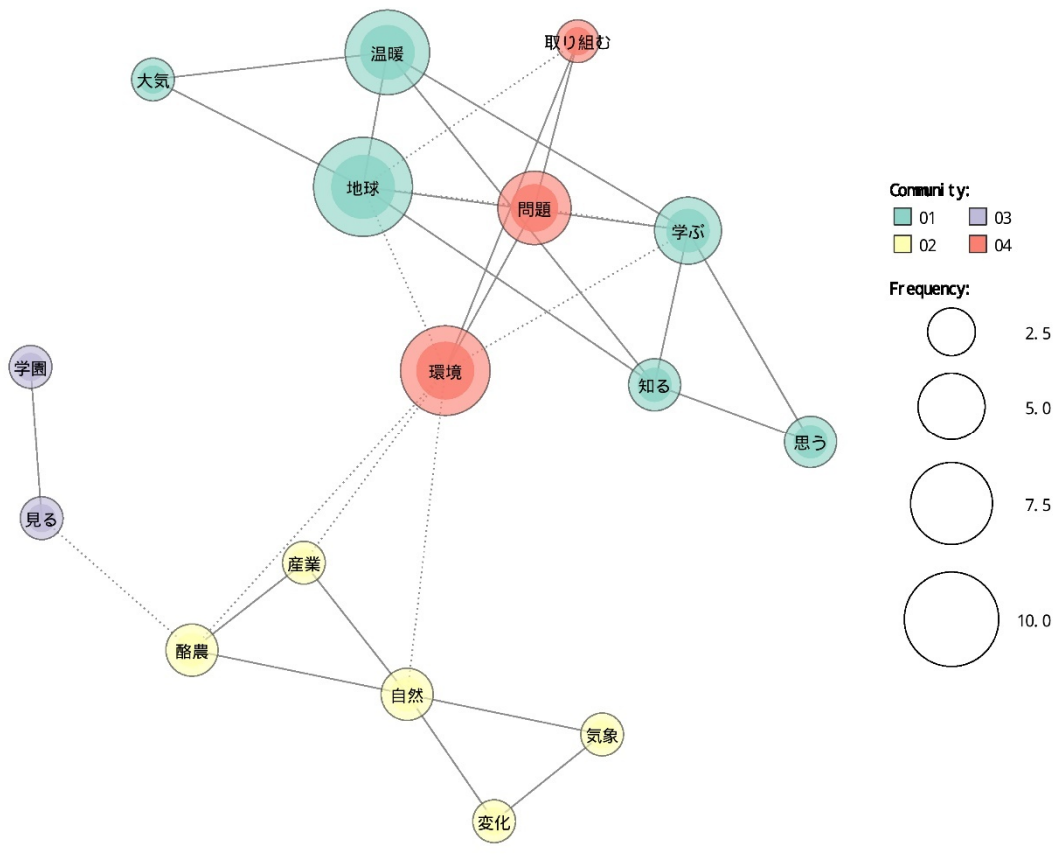 取り組む
温暖
大気
地球
問題
学ぶ
環境
知る
思う
学園
見る
産業
酪農
自然
気象
変化
Community:
01 03
02 04
Frequency:
2.5
5.0
7.5
10.0